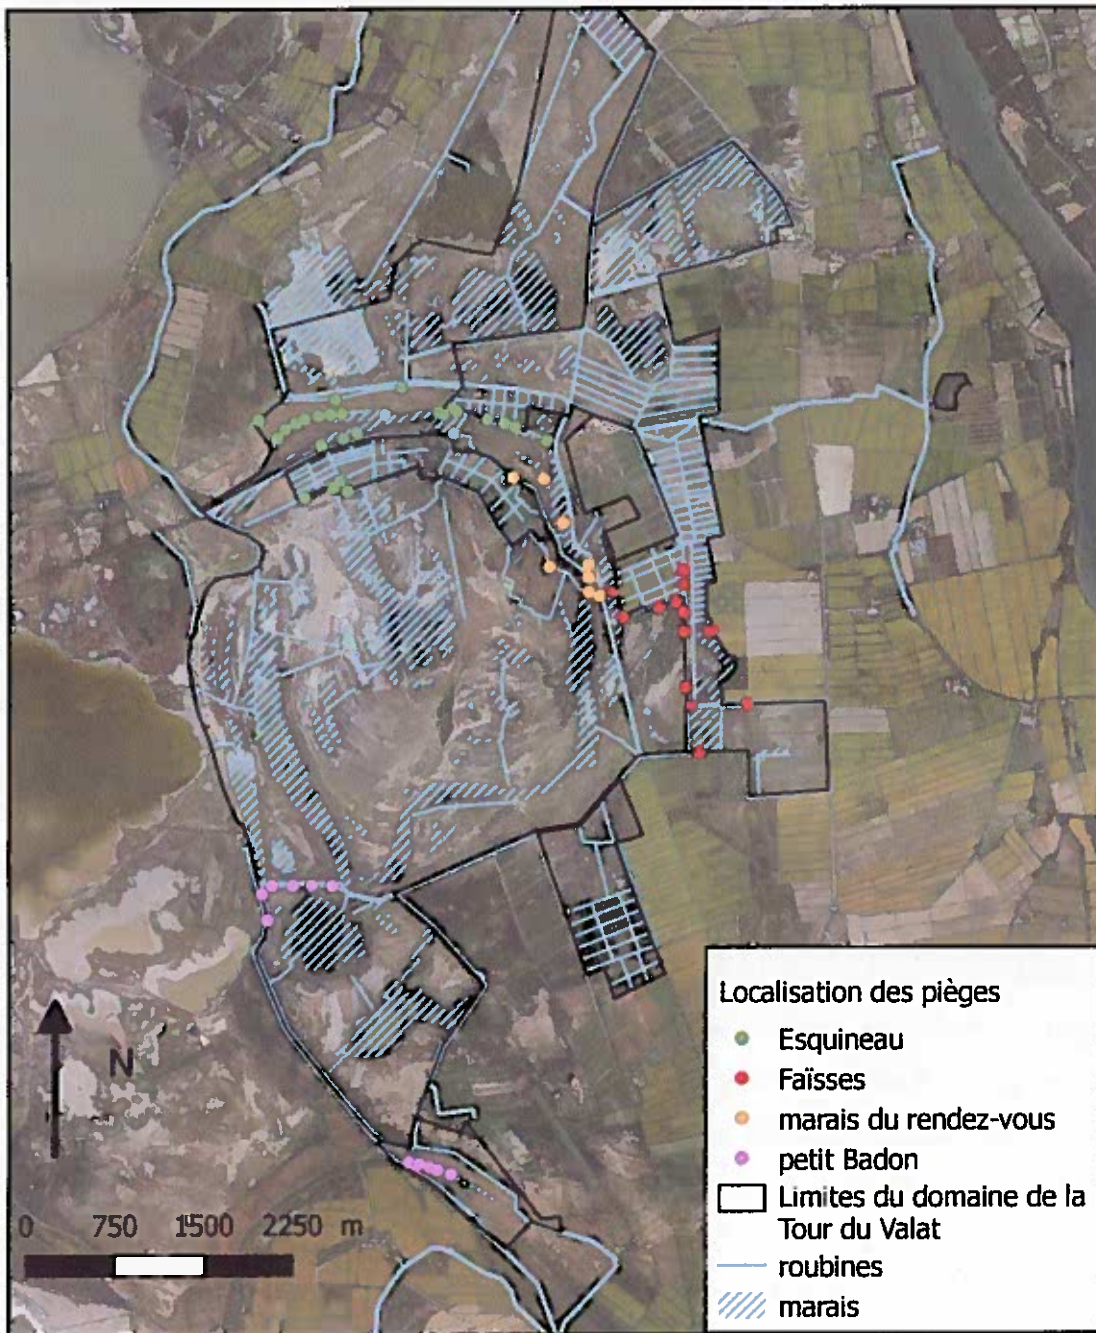 N
0 750 1500 2250 m
Localisation des pièges
Esquineau
Faïsses
marais du rendez-vous
petit Badon
Limites du domaine de la
Tour du Valat
roubines
marais